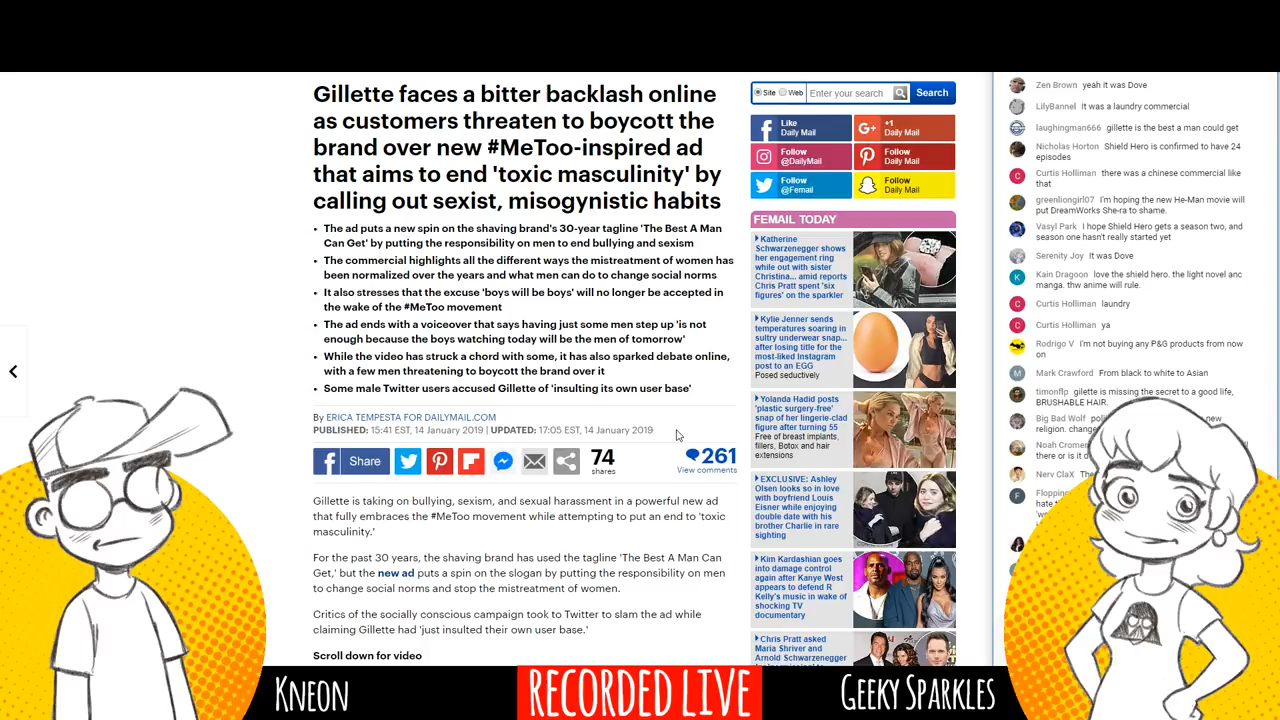 Gillette faces a bitter backlash online
as customers threaten to boycott the
brand over new #MeToo-inspired ad
that aims to end 'toxic masculinity' by
calling out sexist, misogynistic habits
The ad puts a new spin on the shaving brand's 30-year tagline 'The Best A Man
Can Get' by putting the responsibility on men to end bullying and sexism
The commercial highlights all the different ways the mistreatment of women has
been normalized over the years and what men can do to change social norms
It also stresses that the excuse 'boys will be boys' will no longer be accepted in
the wake of the #MeToo movement
The ad ends with a voiceover that says having just some men step up 'is not
enough because the boys watching today will be the men of tomorrow'
While the video has struck a chord with some, it has also sparked debate online,
with a few men threatening to boycott the brand over it
Some male Twitter users accused Gillette of 'insulting its own user base'
By ERICA TEMPESTA FOR DAILYMAIL.COM
PUBLISHED: 15:41 EST, 14 January 2019 | UPDATED: 17:05 EST, 14 January 2019
Share
74
shares
261
View comments
Gillette is taking on bullying, sexism, and sexual harassment in a powerful new ad
that fully embraces the #MeToo movement while attempting to put an end to 'toxic
masculinity.'
For the past 30 years, the shaving brand has used the tagline 'The Best A Man Can
Get,' but the new ad puts a spin on the slogan by putting the responsibility on men
to change social norms and stop the mistreatment of women.
Critics of the socially conscious campaign took to Twitter to slam the ad while
claiming Gillette had 'just insulted their own user base.'
Scroll down for video
Site Web Enter your search Search
Like
Daily Mail
+1
Daily Mail
Follow
@DailyMail
Follow
Daily Mail
Follow
@Femail
Follow
Daily Mail
FEMAIL TODAY
Katherine
Schwarzenegger shows
her engagement ring
while out with sister
Christina... amid reports
Chris Pratt spent 'six
figures' on the sparkler
Kylie Jenner sends
temperatures soaring in
sultry underwear snap...
after losing title for the
most-liked Instagram
post to an EGG
Posed seductively
Yolanda Hadid posts
'plastic surgery-free'
snap of her lingerie-clad
figure after turning 55
Free of breast implants,
fillers, Botox and hair
extensions
EXCLUSIVE: Ashley
Olsen looks so in love
with boyfriend Louis
Eisner while enjoying
double date with his
brother Charlie in rare
sighting
Kim Kardashian goes
into damage control
again after Kanye West
appears to defend R
Kelly's music in wake of
shocking TV
documentary
Chris Pratt asked
Maria Shriver and
Arnold Schwarzenegger
Zen Brown yeah it was Dove
LilyBannel It was a laundry commercial
laughingman666 gillette is the best a man could get
Nicholas Horton Shield Hero is confirmed to have 24
episodes
Curtis Holliman there was a chinese commercial like
that
greenliongirl07 I'm hoping the new He-Man movie will
put DreamWorks She-ra to shame.
Vasyl Park I hope Shield Hero gets a season two, and
season one hasn't really started yet
Serenity Joy It was Dove
Kain Dragoon love the shield hero. the light novel anc
manga. thw anime will rule.
Curtis Holliman laundry
Curtis Holliman ya
Rodrigo V I'm not buying any P&G products from now
on
Mark Crawford From black to white to Asian
timonflp gilette is missing the secret to a good life,
BRUSHABLE HAIR.
Big Bad Wolf new
religion. change
Noah Cromer
or is it
Nerv ClaX
Flopping
hate
KNEON
RECORDED LIVE
GEEKY SPARKLES